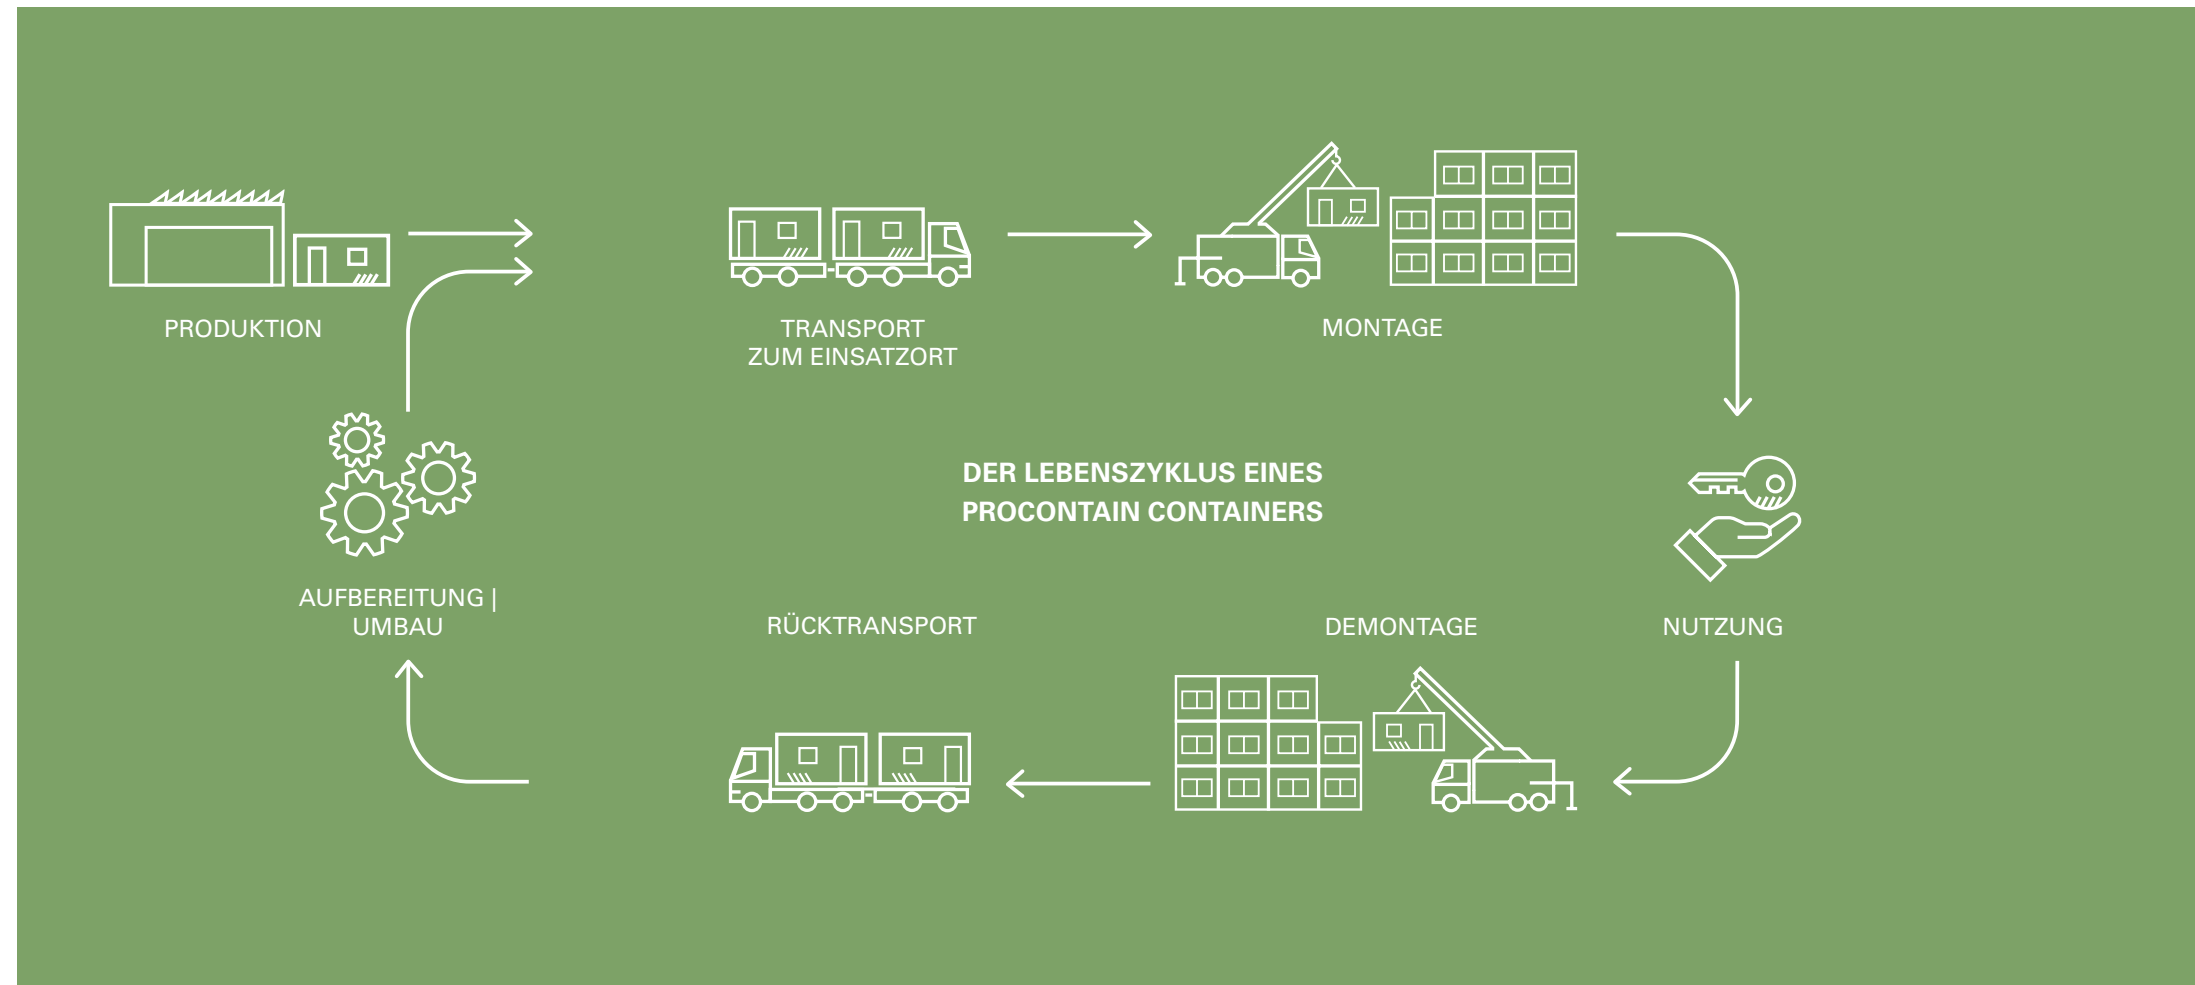 PRODUKTION
TRANSPORT
ZUM EINSATZORT
MONTAGE
DER LEBENSZYKLUS EINES
PROCONTAIN CONTAINERS
AUFBEREITUNG |
UMBAU
RÜCKTRANSPORT
DEMONTAGE
NUTZUNG